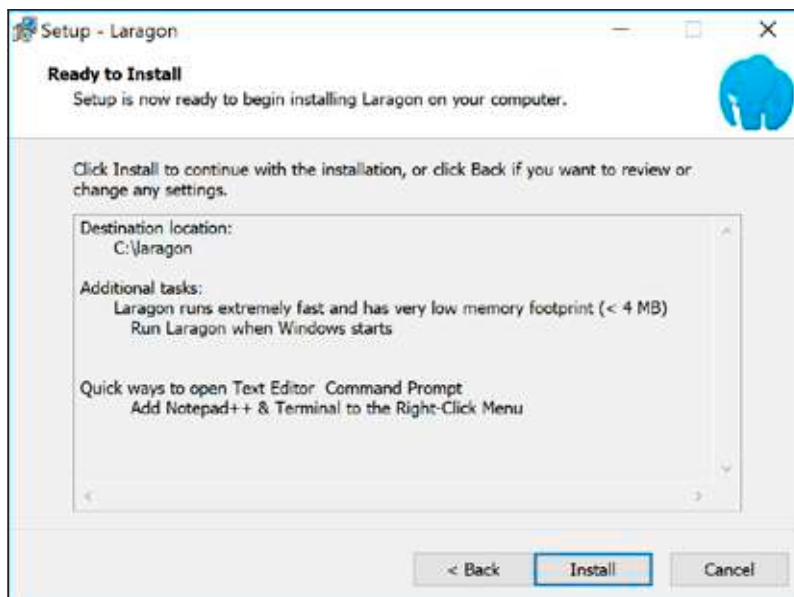 Setup - Laragon
Ready to Install
Setup is now ready to begin installing Laragon on your computer.
Click Install to continue with the installation, or click Back if you want to review or
change any settings.
Destination location:
C:\laragon
Additional tasks:
Laragon runs extremely fast and has very low memory footprint (< 4 MB)
Run Laragon when Windows starts
Quick ways to open Text Editor  Command Prompt
Add Notepad++ & Terminal to the Right-Click Menu
< Back
Install
Cancel